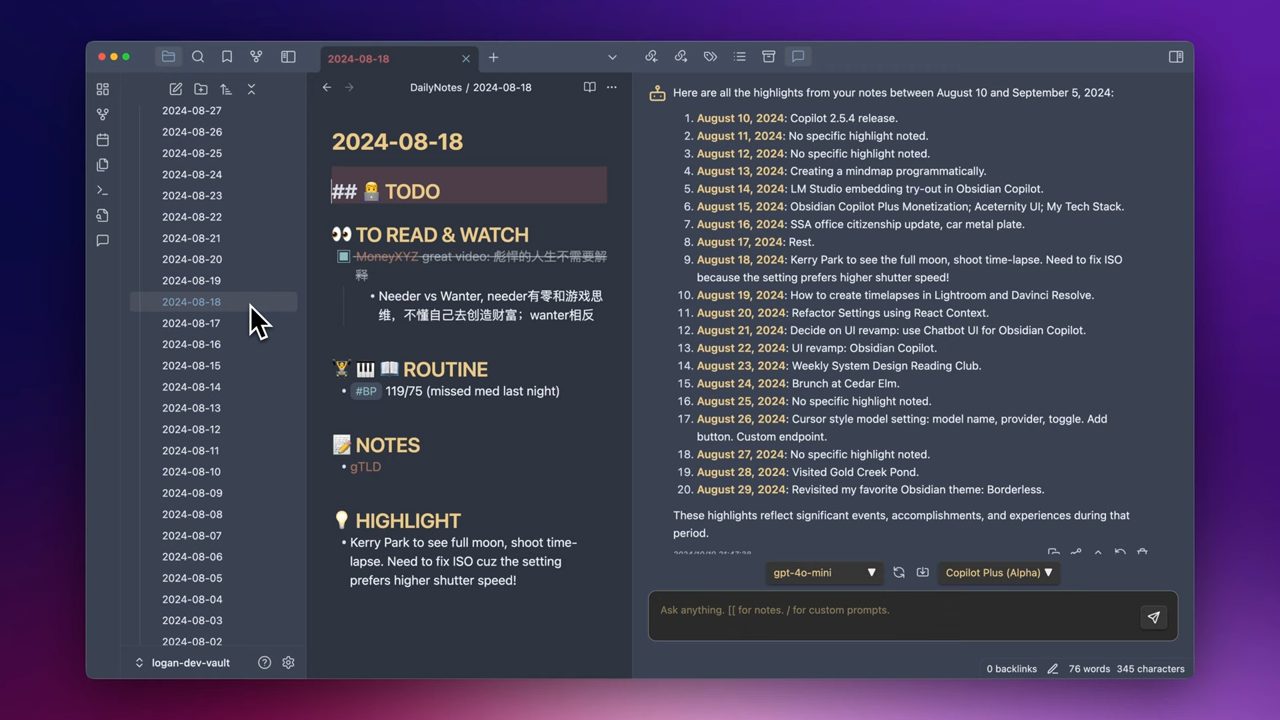 2024-08-18
DailyNotes / 2024-08-18
2024-08-27
2024-08-26
2024-08-25
2024-08-24
2024-08-23
2024-08-22
2024-08-21
2024-08-20
2024-08-19
2024-08-18
2024-08-17
2024-08-16
2024-08-15
2024-08-14
2024-08-13
2024-08-12
2024-08-11
2024-08-10
2024-08-09
2024-08-08
2024-08-07
2024-08-06
2024-08-05
2024-08-04
2024-08-03
2024-08-02
logan-dev-vault
2024-08-18
## 👨‍💻 TODO
👀 TO READ & WATCH
MoneyXYZ great video: 彪悍的人生不需要解
释
• Needer vs Wanter, needer有零和游戏思
维，不懂自己去创造财富；wanter相反
🏋️ 🎹 📖 ROUTINE
• #BP 119/75 (missed med last night)
📝 NOTES
• gTLD
💡 HIGHLIGHT
• Kerry Park to see full moon, shoot time-
lapse. Need to fix ISO cuz the setting
prefers higher shutter speed!
Here are all the highlights from your notes between August 10 and September 5, 2024:
1. August 10, 2024: Copilot 2.5.4 release.
2. August 11, 2024: No specific highlight noted.
3. August 12, 2024: No specific highlight noted.
4. August 13, 2024: Creating a mindmap programmatically.
5. August 14, 2024: LM Studio embedding try-out in Obsidian Copilot.
6. August 15, 2024: Obsidian Copilot Plus Monetization; Aceternity UI; My Tech Stack.
7. August 16, 2024: SSA office citizenship update, car metal plate.
8. August 17, 2024: Rest.
9. August 18, 2024: Kerry Park to see the full moon, shoot time-lapse. Need to fix ISO
because the setting prefers higher shutter speed!
10. August 19, 2024: How to create timelapses in Lightroom and Davinci Resolve.
11. August 20, 2024: Refactor Settings using React Context.
12. August 21, 2024: Decide on UI revamp: use Chatbot UI for Obsidian Copilot.
13. August 22, 2024: UI revamp: Obsidian Copilot.
14. August 23, 2024: Weekly System Design Reading Club.
15. August 24, 2024: Brunch at Cedar Elm.
16. August 25, 2024: No specific highlight noted.
17. August 26, 2024: Cursor style model setting: model name, provider, toggle. Add
button. Custom endpoint.
18. August 27, 2024: No specific highlight noted.
19. August 28, 2024: Visited Gold Creek Pond.
20. August 29, 2024: Revisited my favorite Obsidian theme: Borderless.
These highlights reflect significant events, accomplishments, and experiences during that
period.
gpt-4o-mini
Copilot Plus (Alpha)
Ask anything. [[ for notes. / for custom prompts.
0 backlinks
76 words
345 characters